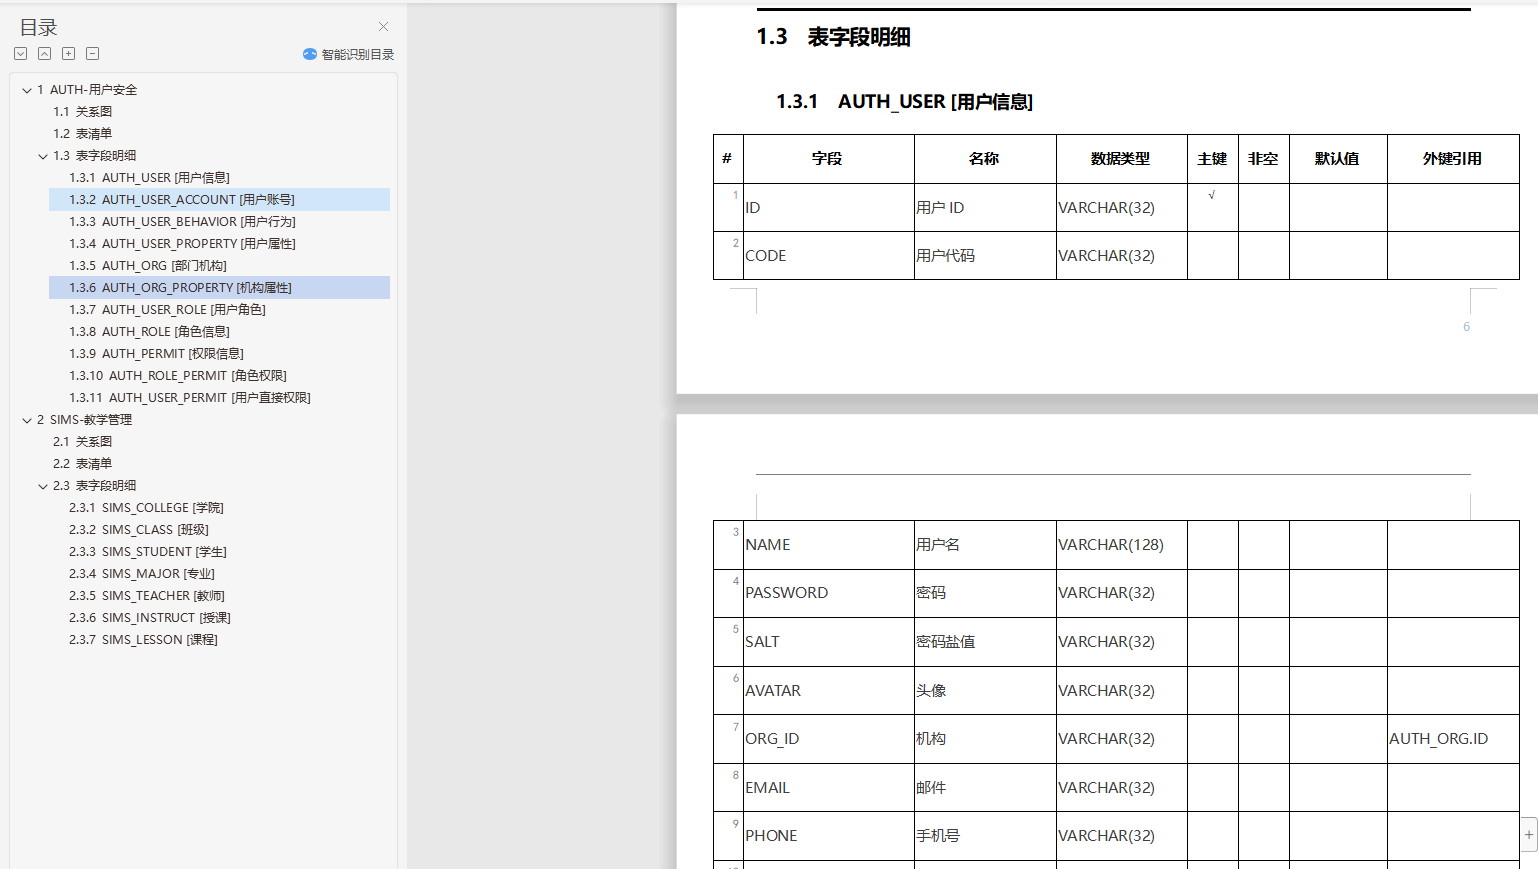 目录
智能识别目录
1 AUTH-用户安全
1.1 关系图
1.2 表清单
1.3 表字段明细
1.3.1 AUTH_USER [用户信息]
1.3.2 AUTH_USER_ACCOUNT [用户账号]
1.3.3 AUTH_USER_BEHAVIOR [用户行为]
1.3.4 AUTH_USER_PROPERTY [用户属性]
1.3.5 AUTH_ORG [部门机构]
1.3.6 AUTH_ORG_PROPERTY [机构属性]
1.3.7 AUTH_USER_ROLE [用户角色]
1.3.8 AUTH_ROLE [角色信息]
1.3.9 AUTH_PERMIT [权限信息]
1.3.10 AUTH_ROLE_PERMIT [角色权限]
1.3.11 AUTH_USER_PERMIT [用户直接权限]
2 SIMS-教学管理
2.1 关系图
2.2 表清单
2.3 表字段明细
2.3.1 SIMS_COLLEGE [学院]
2.3.2 SIMS_CLASS [班级]
2.3.3 SIMS_STUDENT [学生]
2.3.4 SIMS_MAJOR [专业]
2.3.5 SIMS_TEACHER [教师]
2.3.6 SIMS_INSTRUCT [授课]
2.3.7 SIMS_LESSON [课程]
1.3 表字段明细
1.3.1 AUTH_USER [用户信息]
# 字段 名称 数据类型 主键 非空 默认值 外键引用
1 ID 用户 ID VARCHAR(32) √
2 CODE 用户代码 VARCHAR(32)
6
3 NAME 用户名 VARCHAR(128)
4 PASSWORD 密码 VARCHAR(32)
5 SALT 密码盐值 VARCHAR(32)
6 AVATAR 头像 VARCHAR(32)
7 ORG_ID 机构 VARCHAR(32) AUTH_ORG.ID
8 EMAIL 邮件 VARCHAR(32)
9 PHONE 手机号 VARCHAR(32)